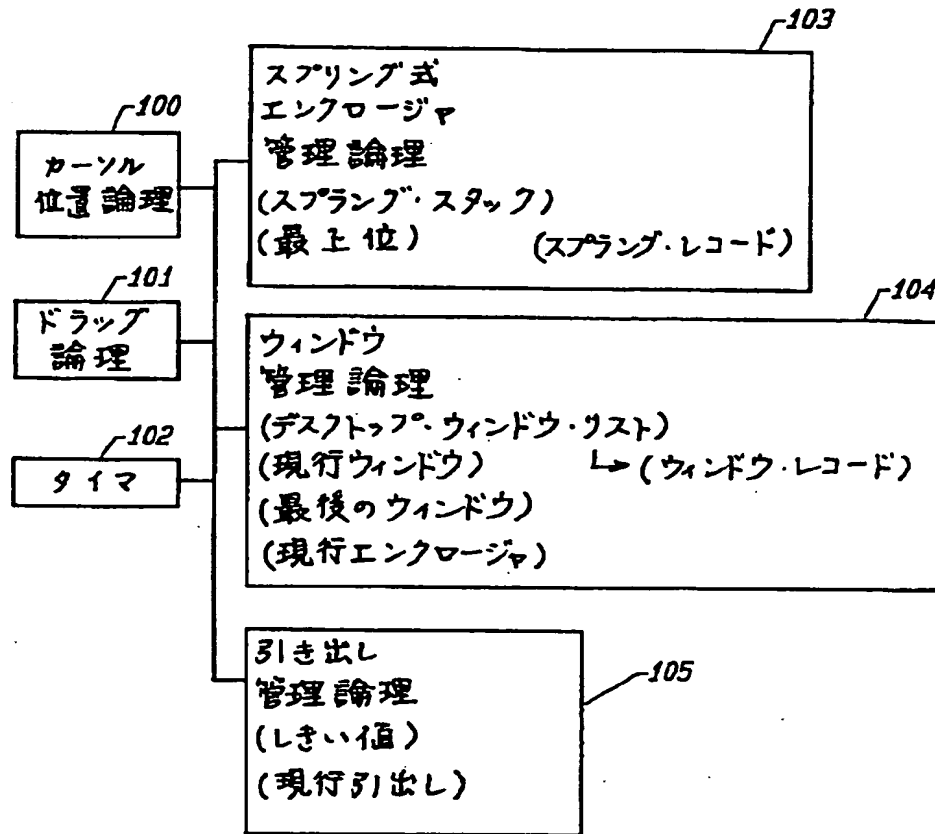 100
カーソル
位置論理
101
ドラッグ
論理
102
タイマ
103
スプリング式
エンクロージャ
管理論理
(スプラング・スタック)
(最上位) (スプラング・レコード)
104
ウィンドウ
管理論理
(デスクトップ・ウィンドウ・リスト)
(現行ウィンドウ) (ウィンドウ・レコード)
(最後のウィンドウ)
(現行エンクロージャ)
105
引き出し
管理論理
(しきい値)
(現行引出し)